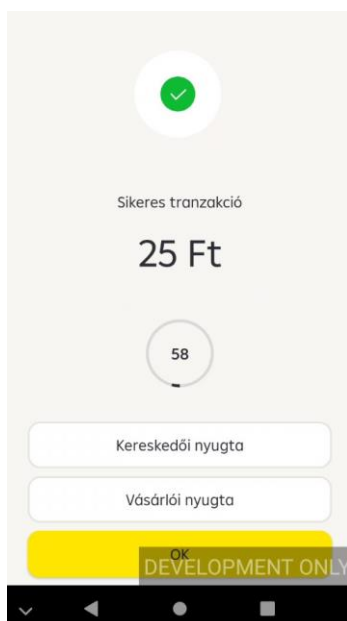 Sikeres tranzakció
25 Ft
58
Kereskedői nyugta
Vásárlói nyugta
OK
DEVELOPMENT ONLY